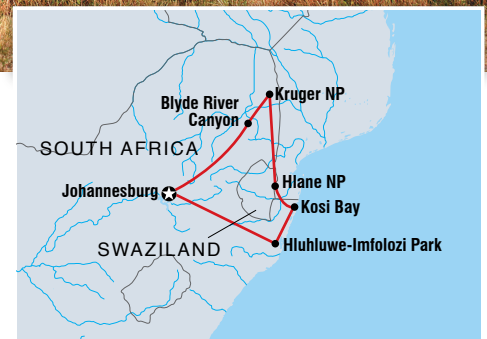 Kruger NP
Blyde River
Canyon
SOUTH AFRICA
Johannesburg
Hlane NP
Kosi Bay
SWAZILAND
Hluhluwe-Imfolozi Park